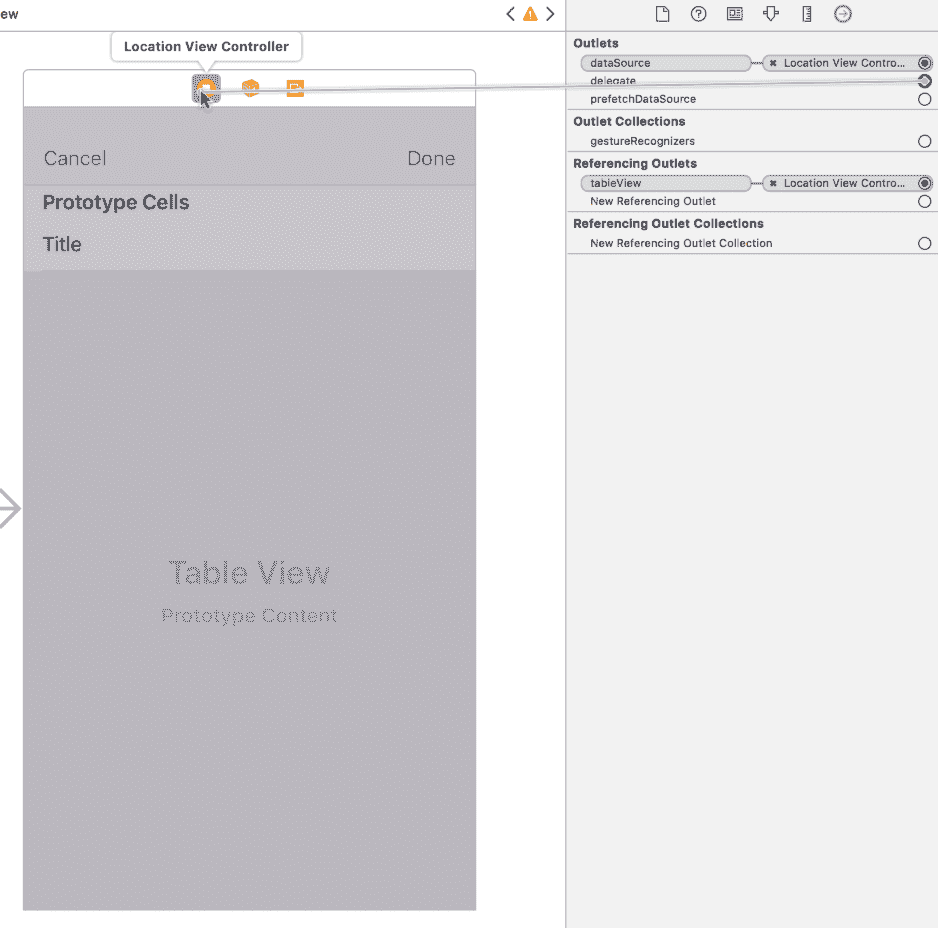 ew
Location View Controller
Cancel
Done
Prototype Cells
Title
Table View
Prototype Content
Outlets
dataSource
Location View Contro...
delegate
prefetchDataSource
Outlet Collections
gestureRecognizers
Referencing Outlets
tableView
Location View Contro...
New Referencing Outlet
Referencing Outlet Collections
New Referencing Outlet Collection